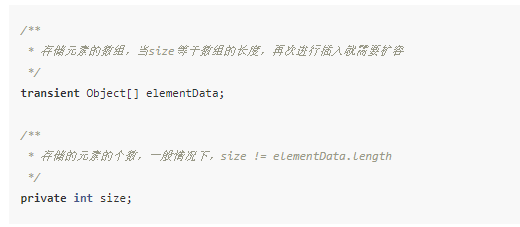 /**
 * 存储元素的数组，当size等于数组的长度，再次进行插入就需要扩容
 */
transient Object[] elementData;
/**
 * 存储的元素的个数，一般情况下，size != elementData.length
 */
private int size;